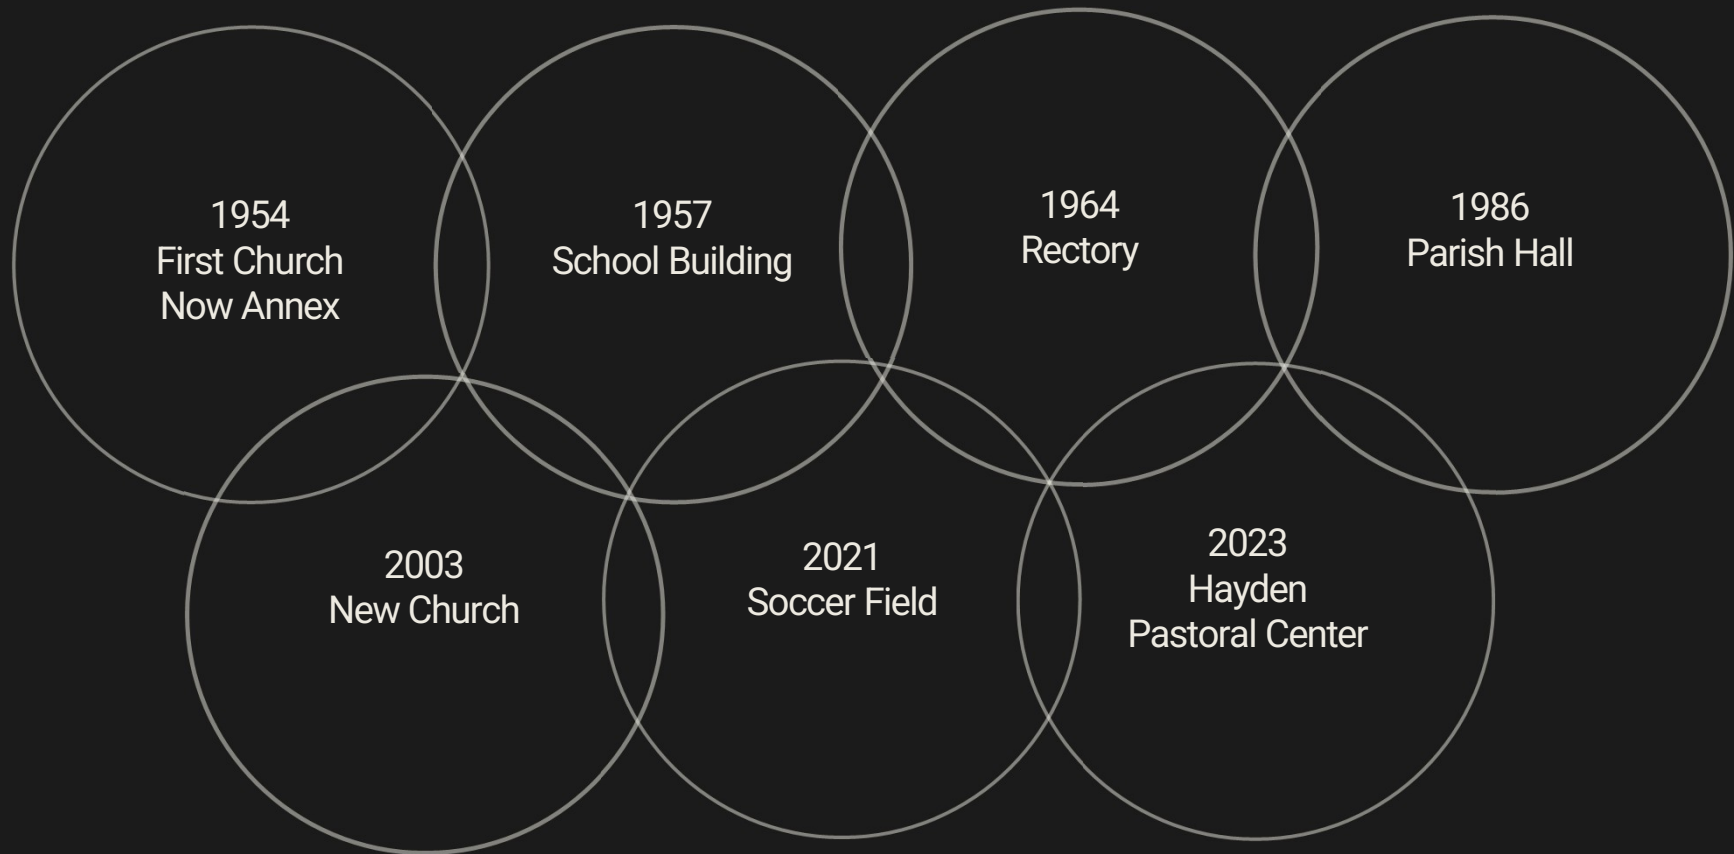 1954
First Church
Now Annex
1957
School Building
1964
Rectory
1986
Parish Hall
2003
New Church
2021
Soccer Field
2023
Hayden
Pastoral Center